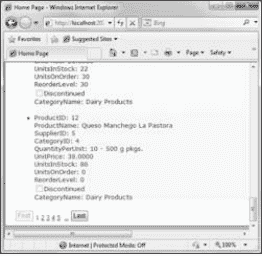 Home Page - Windows Internet Explorer
http://localhost:35
Bing
Favorites Suggested Sites
Home Page Page Safety
UnitsInStock: 22
UnitsOnOrder: 30
ReorderLevel: 30
Discontinued
CategoryName: Dairy Products
ProductID: 12
ProductName: Queso Manchego La Pastora
SupplierID: 5
CategoryID: 4
QuantityPerUnit: 10 - 500 g pkgs.
UnitPrice: 38.0000
UnitsInStock: 86
UnitsOnOrder: 0
ReorderLevel: 0
Discontinued
CategoryName: Dairy Products
First 1 2 3 4 5 ... Last
Internet | Protected Mode: Off 100%